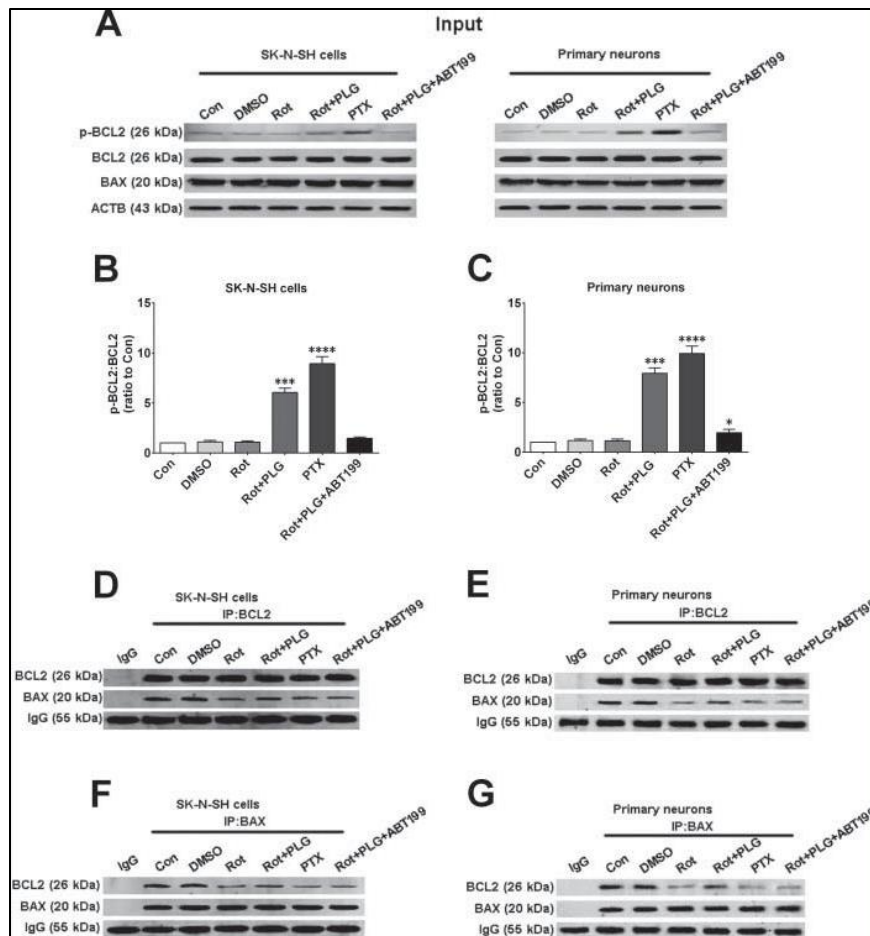 A
Input
SK-N-SH cells
Con DMSO Rot Rot+PLG PTX Rot+PLG+ABT199
p-BCL2 (26 kDa)
BCL2 (26 kDa)
BAX (20 kDa)
ACTB (43 kDa)
Primary neurons
Con DMSO Rot Rot+PLG PTX Rot+PLG+ABT199
B
SK-N-SH cells
p-BCL2:BCL2
(ratio to Con)
15
10
5
0
*** ****
Con DMSO Rot Rot+PLG PTX Rot+PLG+ABT199
C
Primary neurons
p-BCL2:BCL2
(ratio to Con)
15
10
5
0
*** **** *
Con DMSO Rot Rot+PLG PTX Rot+PLG+ABT199
D
SK-N-SH cells
IP:BCL2
IgG Con DMSO Rot Rot+PLG PTX Rot+PLG+ABT199
BCL2 (26 kDa)
BAX (20 kDa)
IgG (55 kDa)
E
Primary neurons
IP:BCL2
IgG Con DMSO Rot Rot+PLG PTX Rot+PLG+ABT199
BCL2 (26 kDa)
BAX (20 kDa)
IgG (55 kDa)
F
SK-N-SH cells
IP:BAX
IgG Con DMSO Rot Rot+PLG PTX Rot+PLG+ABT199
BCL2 (26 kDa)
BAX (20 kDa)
IgG (55 kDa)
G
Primary neurons
IP:BAX
IgG Con DMSO Rot Rot+PLG PTX Rot+PLG+ABT199
BCL2 (26 kDa)
BAX (20 kDa)
IgG (55 kDa)